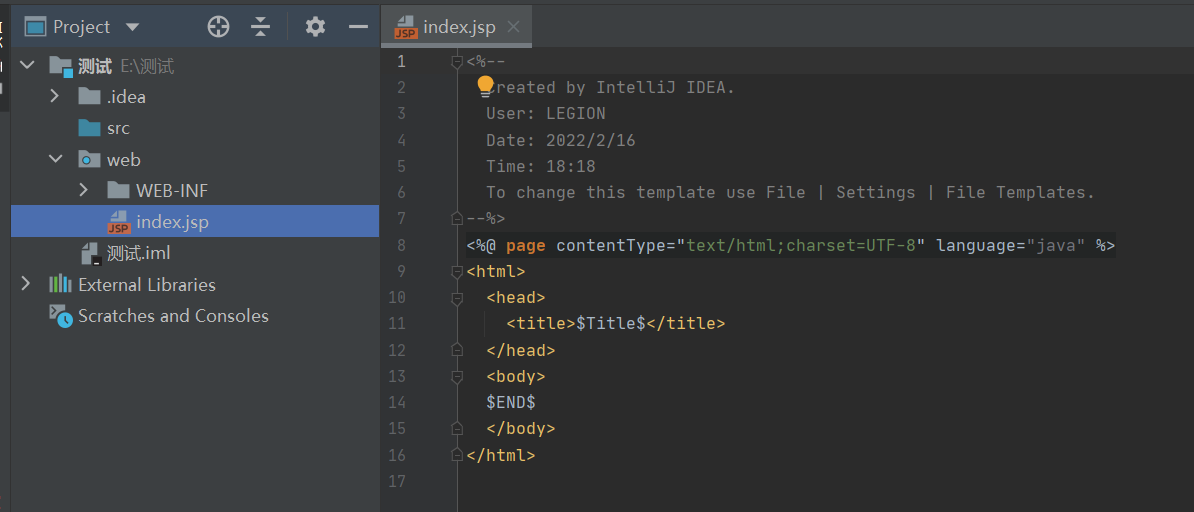 Project
index.jsp
测试 E:\测试
.idea
src
web
WEB-INF
index.jsp
测试.iml
External Libraries
Scratches and Consoles
1 <%--
2 Created by IntelliJ IDEA.
3 User: LEGION
4 Date: 2022/2/16
5 Time: 18:18
6 To change this template use File | Settings | File Templates.
7 --%>
8 <%@ page contentType="text/html;charset=UTF-8" language="java" %>
9 <html>
10 <head>
11 <title>$Title$</title>
12 </head>
13 <body>
14 $END$
15 </body>
16 </html>
17